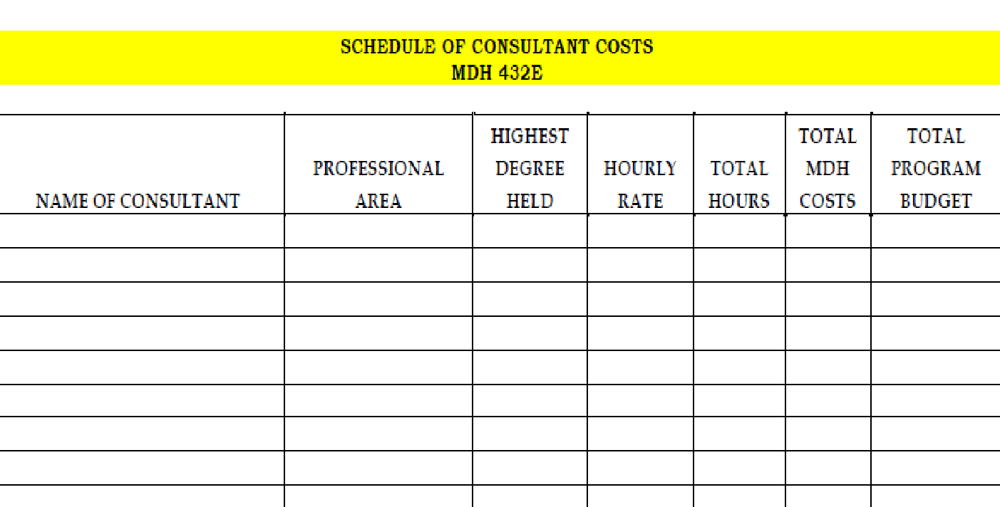 SCHEDULE OF CONSULTANT COSTS
MDH 432E
NAME OF CONSULTANT
PROFESSIONAL
AREA
HIGHEST
DEGREE
HELD
HOURLY
RATE
TOTAL
HOURS
TOTAL
MDH
COSTS
TOTAL
PROGRAM
BUDGET